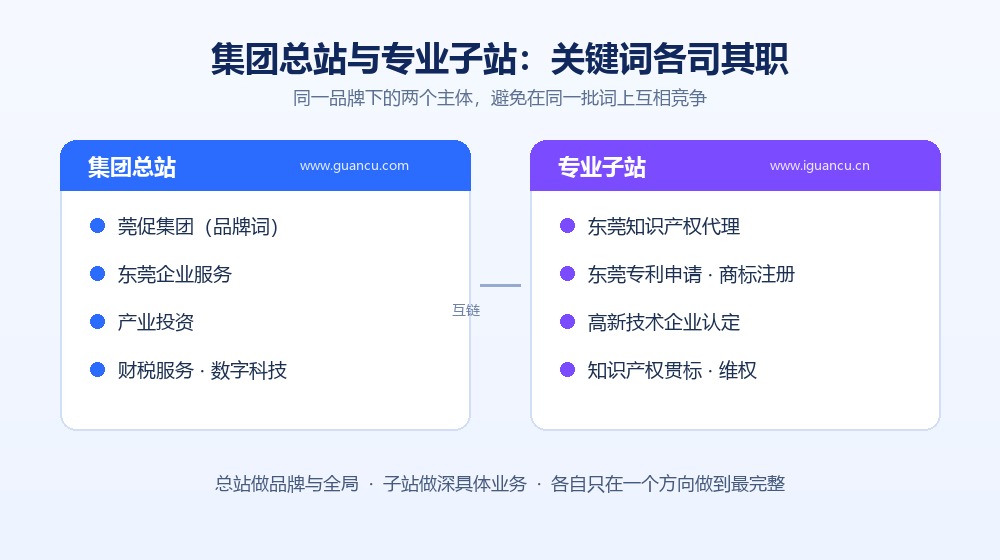 集团总站与专业子站：关键词各司其职
同一品牌下的两个主体，避免在同一批词上互相竞争
集团总站 www.guancu.com
莞促集团（品牌词）
东莞企业服务
产业投资
财税服务 · 数字科技
互链
专业子站 www.iguancu.cn
东莞知识产权代理
东莞专利申请 · 商标注册
高新技术企业认定
知识产权贯标 · 维权
总站做品牌与全局 · 子站做深具体业务 · 各自只在一个方向做到最完整